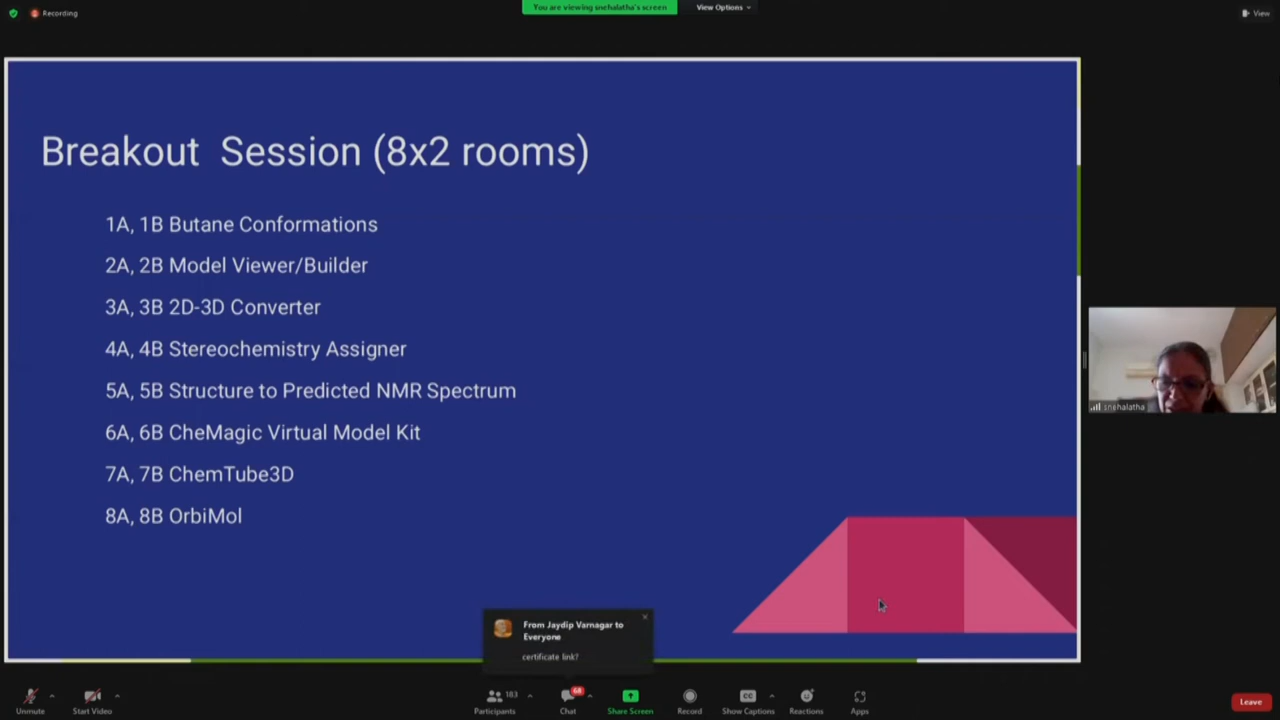 Recording
You are viewing snehalatha's screen
View Options
View
Breakout Session (8x2 rooms)
1A, 1B Butane Conformations
2A, 2B Model Viewer/Builder
3A, 3B 2D-3D Converter
4A, 4B Stereochemistry Assigner
5A, 5B Structure to Predicted NMR Spectrum
6A, 6B CheMagic Virtual Model Kit
7A, 7B ChemTube3D
8A, 8B OrbiMol
snehalatha
From Jaydip Varnagar to
Everyone
certificate link?
Unmute
Start Video
Participants
183
Chat
68
Share Screen
Record
CC
Show Captions
Reactions
Apps
Leave